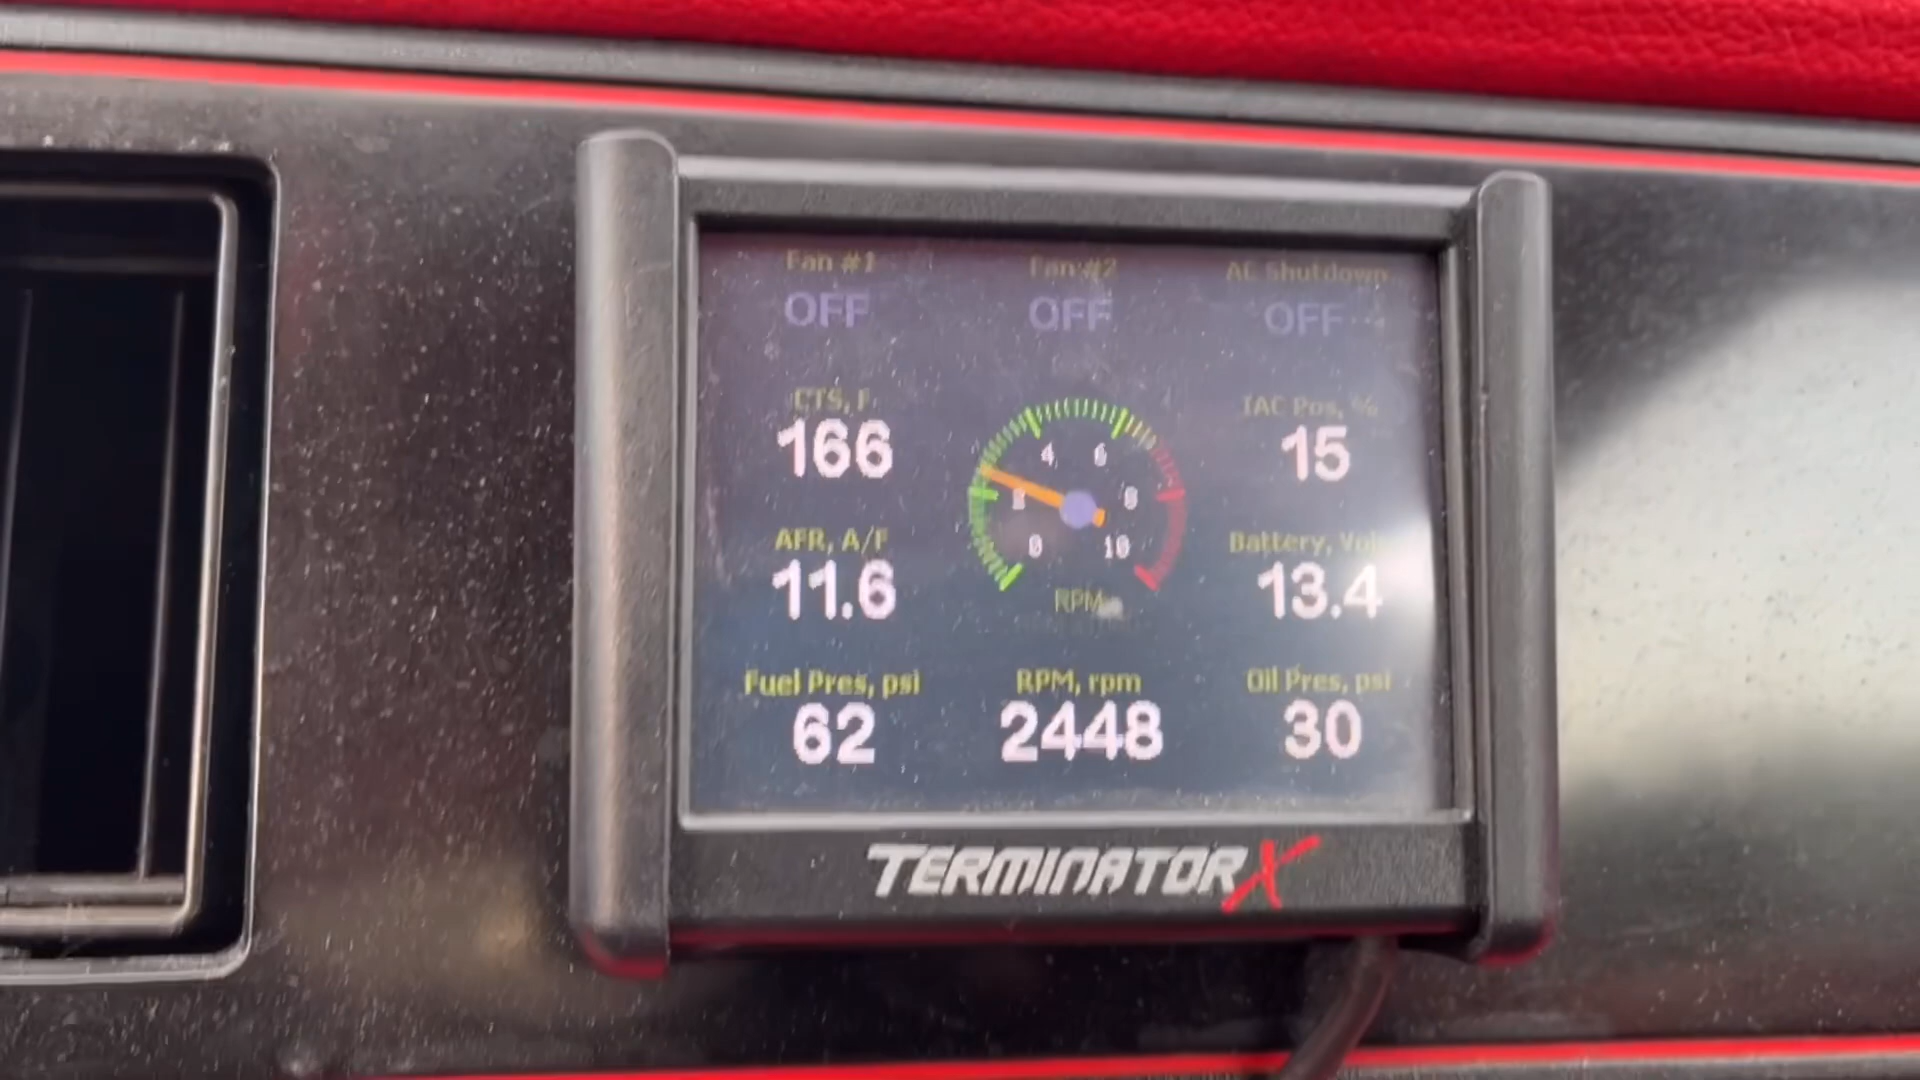 Fan #1 Fan #2 AC Shutdown
OFF OFF OFF
CTS, F IAC Pos, %
166 15
4 6
2 8
0 10
AFR, A/F Battery, Vol
11.6 13.4
RPM
Fuel Pres, psi RPM, rpm Oil Pres, psi
62 2448 30
TERMINATOR X